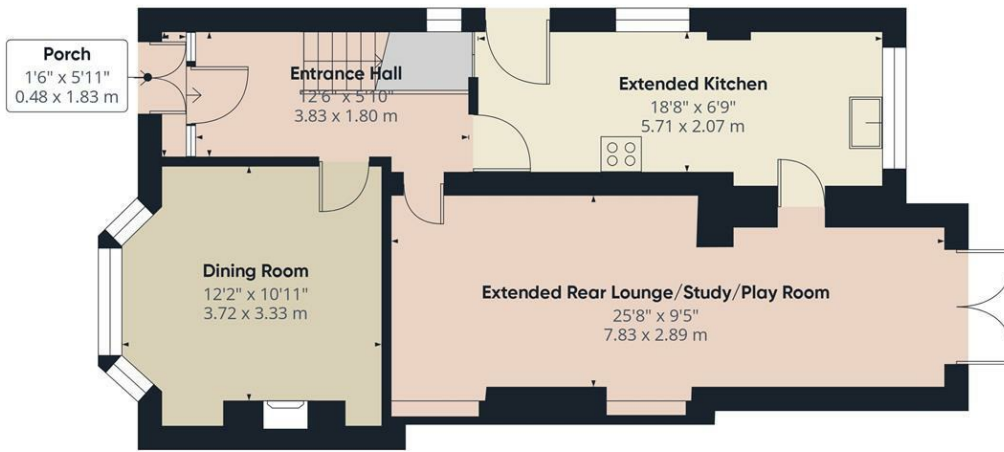 Porch
1'6" x 5'11"
0.48 x 1.83 m
Entrance Hall
12'6" x 5'10"
3.83 x 1.80 m
Extended Kitchen
18'8" x 6'9"
5.71 x 2.07 m
Dining Room
12'2" x 10'11"
3.72 x 3.33 m
Extended Rear Lounge/Study/Play Room
25'8" x 9'5"
7.83 x 2.89 m